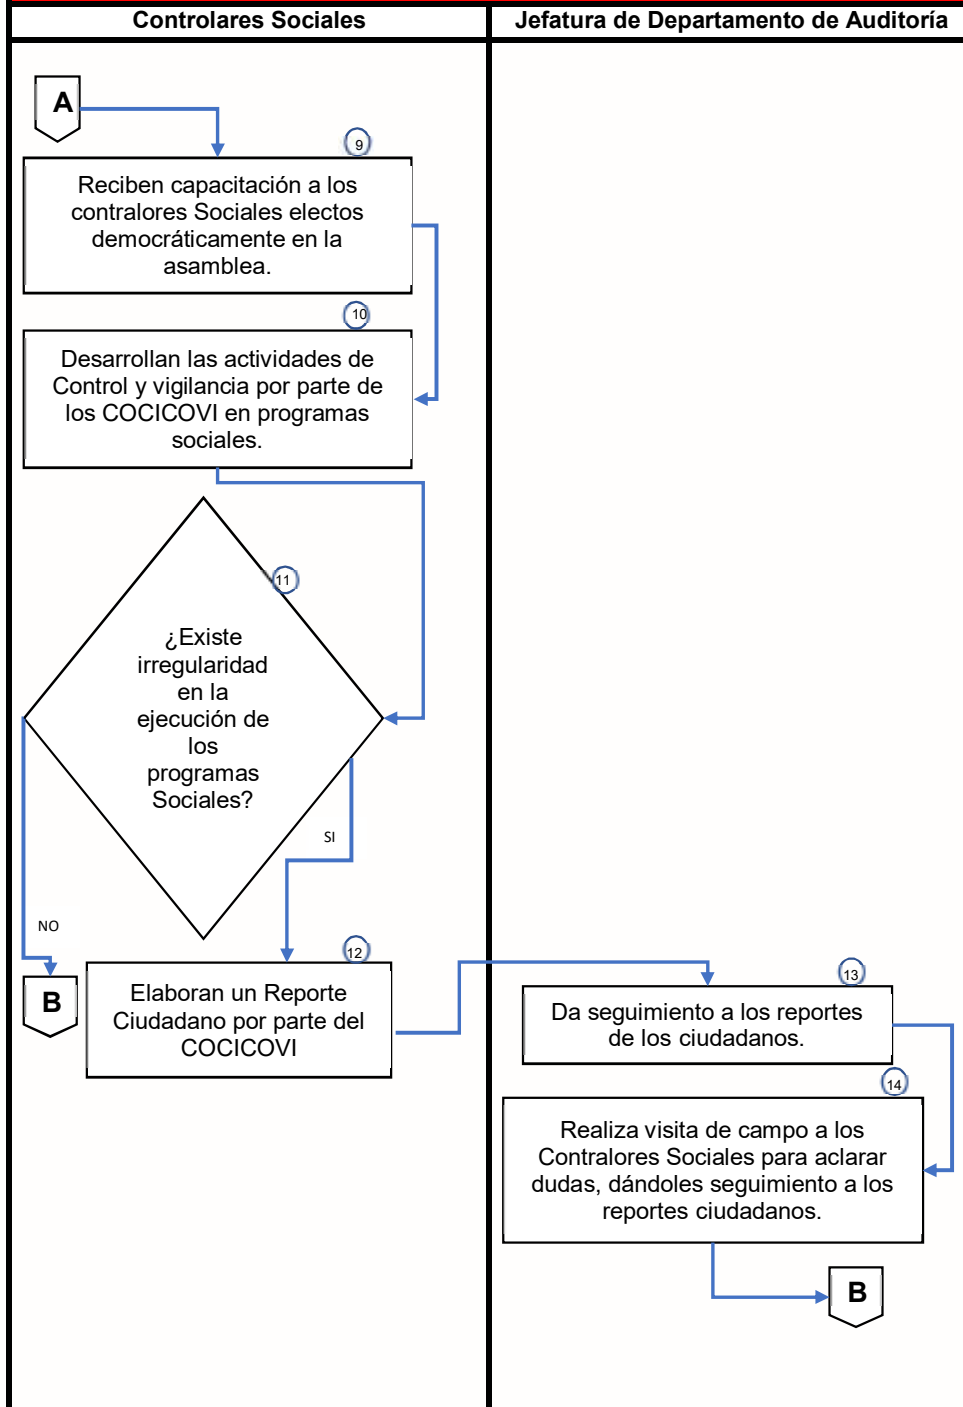 Controlares Sociales
Jefatura de Departamento de Auditoría
A
9
Reciben capacitación a los
contralores Sociales electos
democráticamente en la
asamblea.
10
Desarrollan las actividades de
Control y vigilancia por parte de
los COCICOVI en programas
sociales.
11
¿Existe
irregularidad
en la
ejecución de
los
programas
Sociales?
SI
NO
B
12
Elaboran un Reporte
Ciudadano por parte del
COCICOVI
13
Da seguimiento a los reportes
de los ciudadanos.
14
Realiza visita de campo a los
Contralores Sociales para aclarar
dudas, dándoles seguimiento a los
reportes ciudadanos.
B